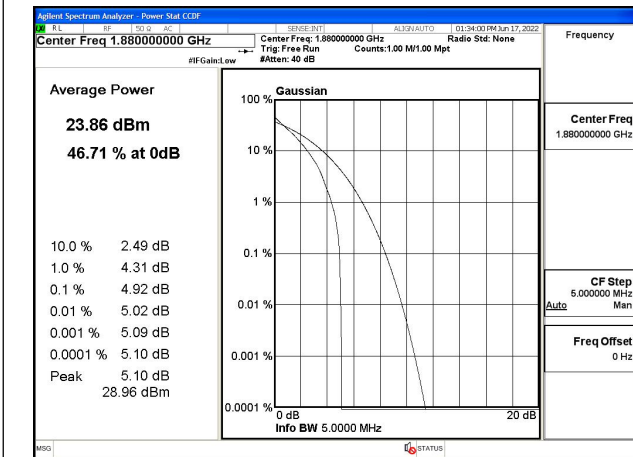 Agilent Spectrum Analyzer - Power Stat CCDF
RL RF 50 Ω AC SENSE:INT ALIGN AUTO 01:34:00 PM Jun 17, 2022
Center Freq 1.880000000 GHz
Center Freq: 1.880000000 GHz Radio Std: None
Trig: Free Run Counts:1.00 M/1.00 Mpt
#IFGain:Low #Atten: 40 dB
Frequency
Average Power
23.86 dBm
46.71 % at 0dB
10.0 % 2.49 dB
1.0 % 4.31 dB
0.1 % 4.92 dB
0.01 % 5.02 dB
0.001 % 5.09 dB
0.0001 % 5.10 dB
Peak 5.10 dB
28.96 dBm
Gaussian
100 %
10 %
1 %
0.1 %
0.01 %
0.001 %
0.0001 %
0 dB 20 dB
Info BW 5.0000 MHz
Center Freq
1.880000000 GHz
CF Step
5.000000 MHz
Auto Man
Freq Offset
0 Hz
MSG STATUS